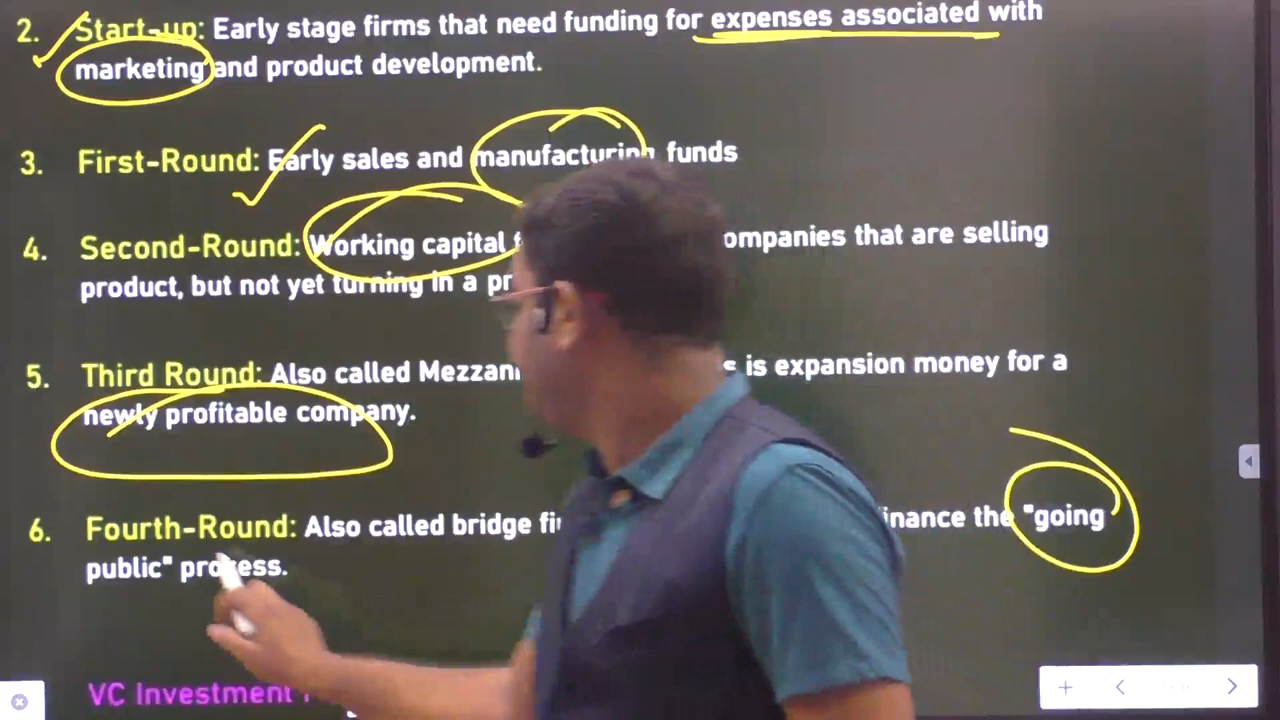 2. Start-up: Early stage firms that need funding for expenses associated with
marketing and product development.
3. First-Round: Early sales and manufacturing funds
4. Second-Round: Working capital companies that are selling
product, but not yet turning in a
5. Third Round: Also called is expansion money for a
newly profitable company.
6. Fourth-Round: Also called bridge the "going
public" process.
VC Investment